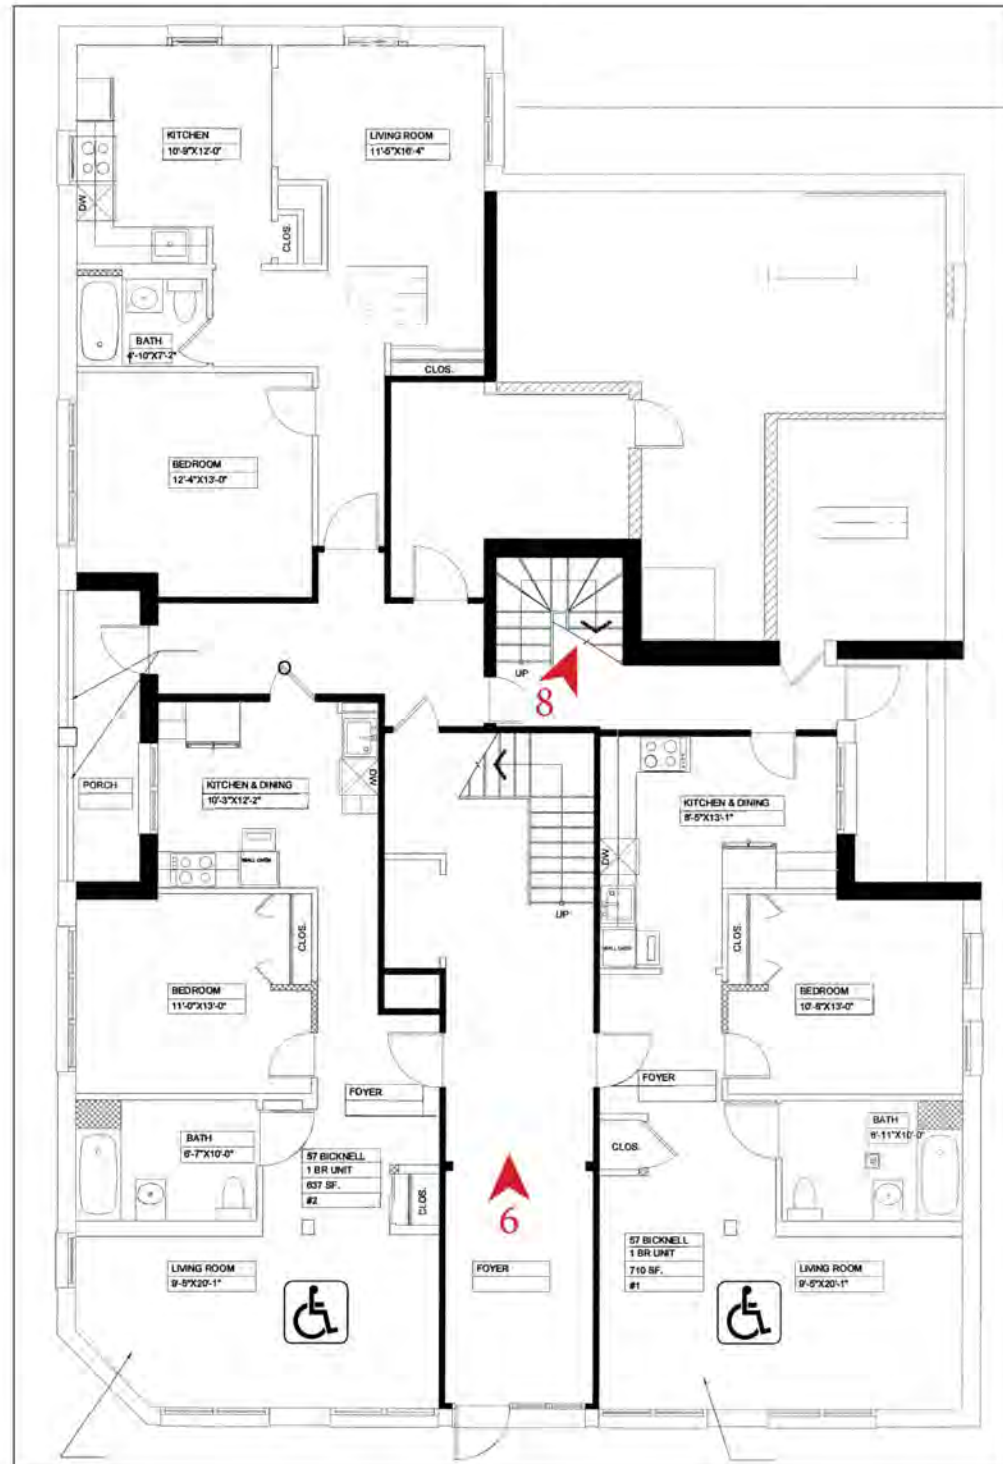 KITCHEN
10'-9"X12'-0"
LIVING ROOM
11'-5"X16'-4"
DW
CLOS.
BATH
4'-10"X7'-2"
CLOS.
BEDROOM
12'-4"X13'-0"
UP
8
PORCH
KITCHEN & DINING
10'-3"X12'-2"
DW
WALL OVEN
KITCHEN & DINING
8'-5"X13'-1"
DW
UP
WALL OVEN
CLOS.
BEDROOM
11'-0"X13'-0"
CLOS.
BEDROOM
10'-8"X13'-0"
FOYER
FOYER
BATH
6'-7"X10'-0"
57 BICKNELL
1 BR UNIT
637 SF.
#2
CLOS.
6
CLOS.
BATH
6'-11"X10'-0"
LIVING ROOM
9'-5"X20'-1"
FOYER
57 BICKNELL
1 BR UNIT
710 SF.
#1
LIVING ROOM
9'-5"X20'-1"